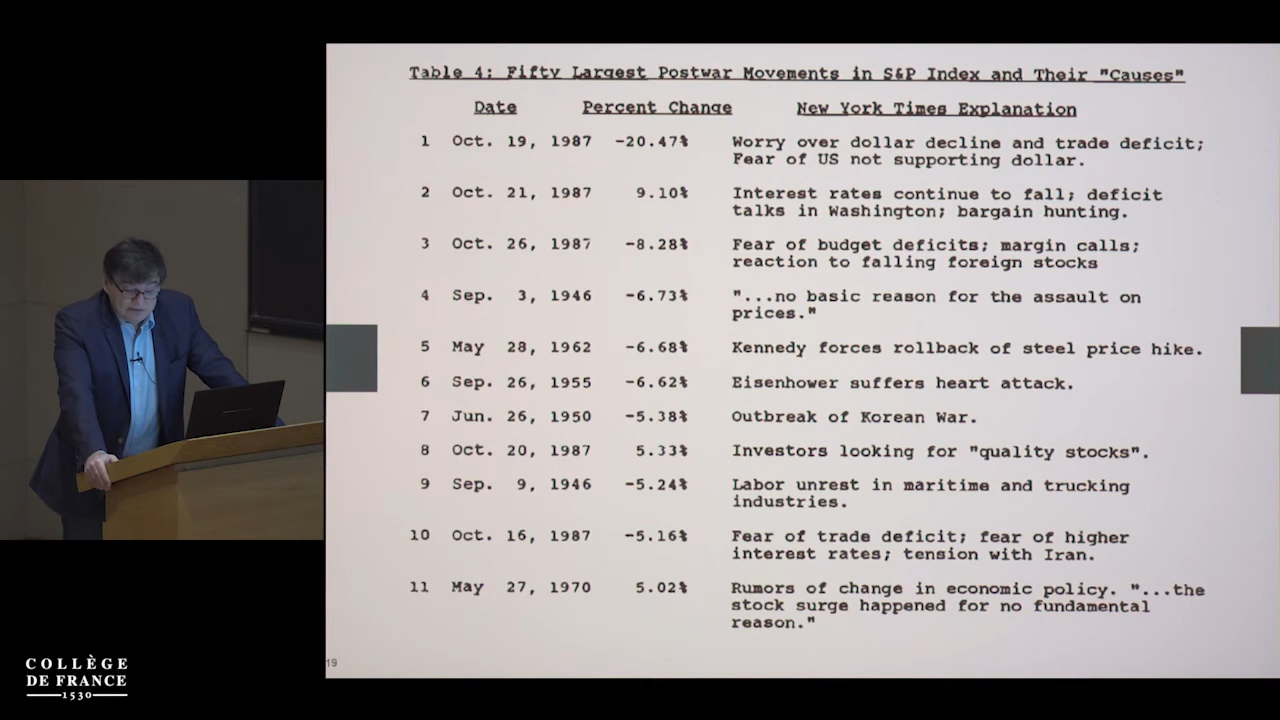 Table 4: Fifty Largest Postwar Movements in S&P Index and Their "Causes"
Date Percent Change New York Times Explanation
1 Oct. 19, 1987 -20.47% Worry over dollar decline and trade deficit;
Fear of US not supporting dollar.
2 Oct. 21, 1987 9.10% Interest rates continue to fall; deficit
talks in Washington; bargain hunting.
3 Oct. 26, 1987 -8.28% Fear of budget deficits; margin calls;
reaction to falling foreign stocks
4 Sep. 3, 1946 -6.73% "...no basic reason for the assault on
prices."
5 May 28, 1962 -6.68% Kennedy forces rollback of steel price hike.
6 Sep. 26, 1955 -6.62% Eisenhower suffers heart attack.
7 Jun. 26, 1950 -5.38% Outbreak of Korean War.
8 Oct. 20, 1987 5.33% Investors looking for "quality stocks".
9 Sep. 9, 1946 -5.24% Labor unrest in maritime and trucking
industries.
10 Oct. 16, 1987 -5.16% Fear of trade deficit; fear of higher
interest rates; tension with Iran.
11 May 27, 1970 5.02% Rumors of change in economic policy. "...the
stock surge happened for no fundamental
reason."
19
COLLÈGE
DE FRANCE
1530